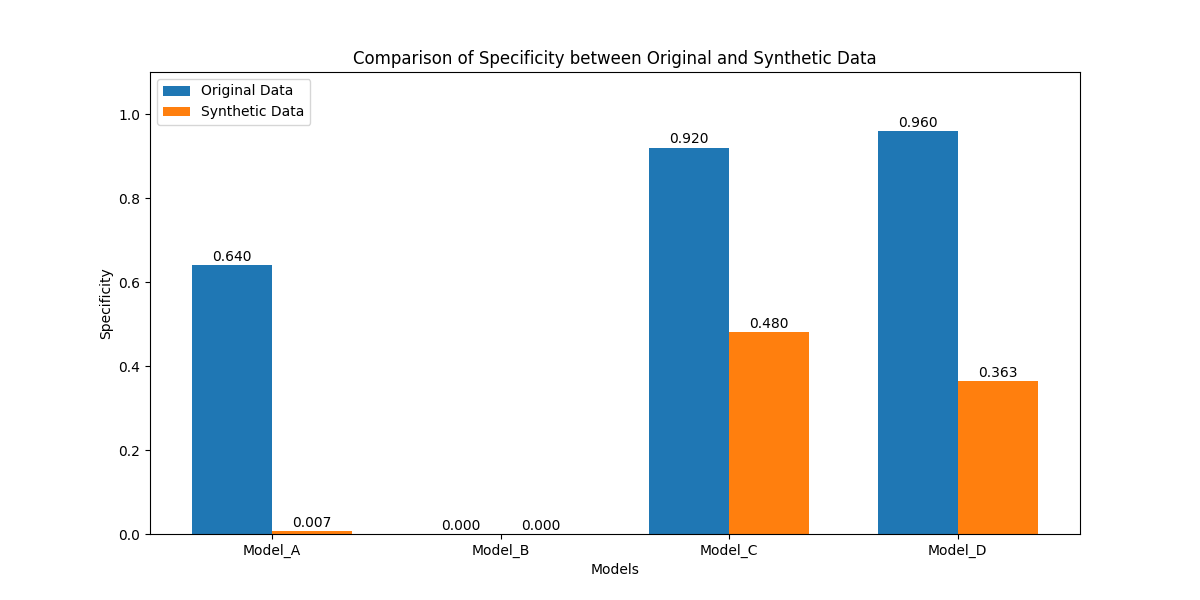 Comparison of Specificity between Original and Synthetic Data
Original Data
Synthetic Data
Specificity
1.0
0.8
0.6
0.4
0.2
0.0
0.640
0.007
0.000
0.000
0.920
0.480
0.960
0.363
Model_A
Model_B
Model_C
Model_D
Models